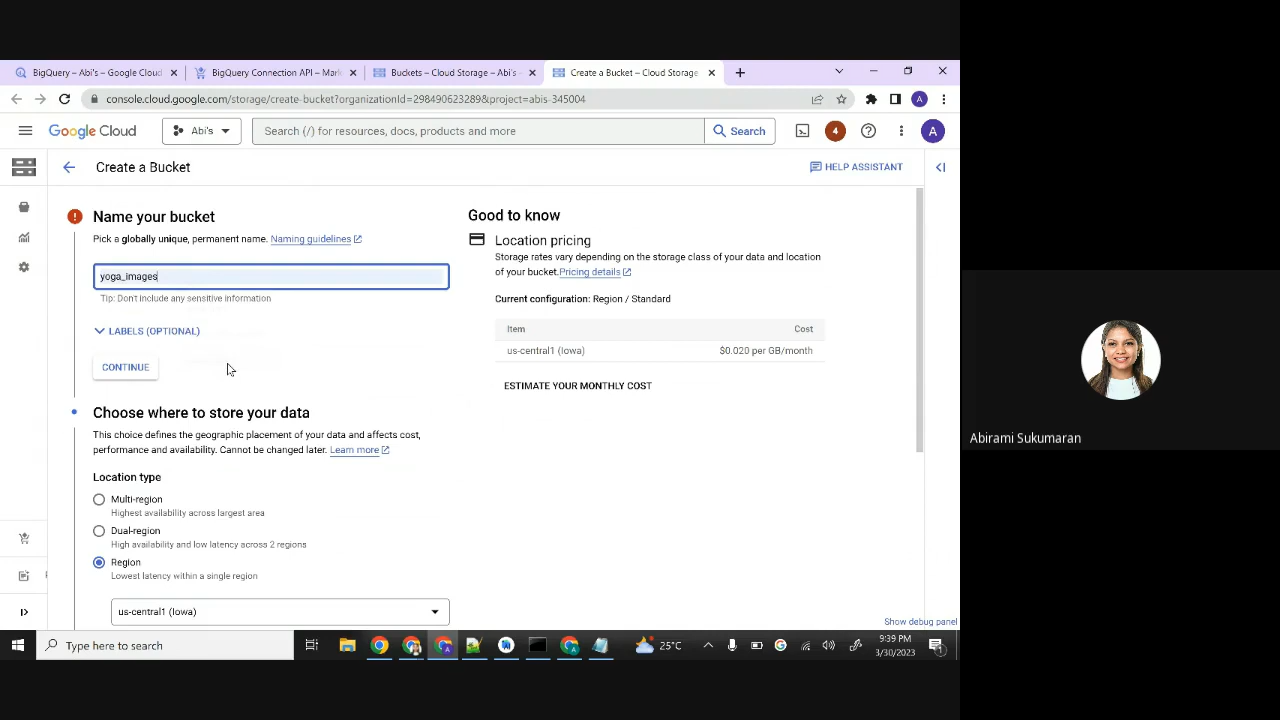 BigQuery – Abi's – Google Cloud
BigQuery Connection API – Mark
Buckets – Cloud Storage – Abi's –
Create a Bucket – Cloud Storage
console.cloud.google.com/storage/create-bucket?organizationId=298490623289&project=abis-345004
A
Google Cloud
Abi's
Search (/) for resources, docs, products and more
Search
4
A
Create a Bucket
HELP ASSISTANT
Name your bucket
Pick a globally unique, permanent name. Naming guidelines
yoga_images
Tip: Don't include any sensitive information
LABELS (OPTIONAL)
CONTINUE
Choose where to store your data
This choice defines the geographic placement of your data and affects cost,
performance and availability. Cannot be changed later. Learn more
Location type
Multi-region
Highest availability across largest area
Dual-region
High availability and low latency across 2 regions
Region
Lowest latency within a single region
us-central1 (Iowa)
Good to know
Location pricing
Storage rates vary depending on the storage class of your data and location
of your bucket. Pricing details
Current configuration: Region / Standard
Item Cost
us-central1 (Iowa) $0.020 per GB/month
ESTIMATE YOUR MONTHLY COST
Show debug panel
Abirami Sukumaran
Type here to search
25°C
9:39 PM
3/30/2023
1